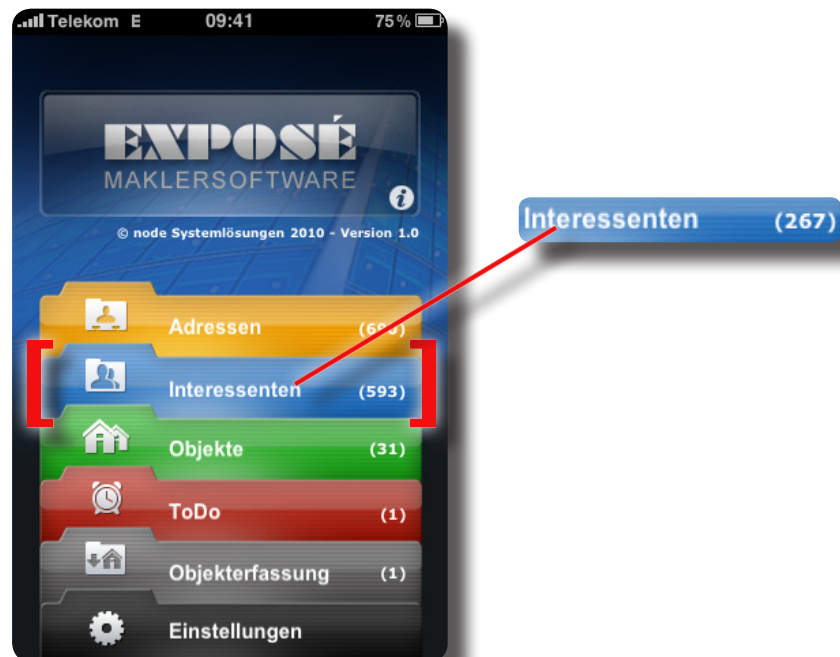 Telekom E 09:41 75%
EXPOSÉ
MAKLERSOFTWARE
© node Systemlösungen 2010 - Version 1.0
Interessenten (267)
Adressen
Interessenten (593)
Objekte (31)
ToDo (1)
Objekterfassung (1)
Einstellungen